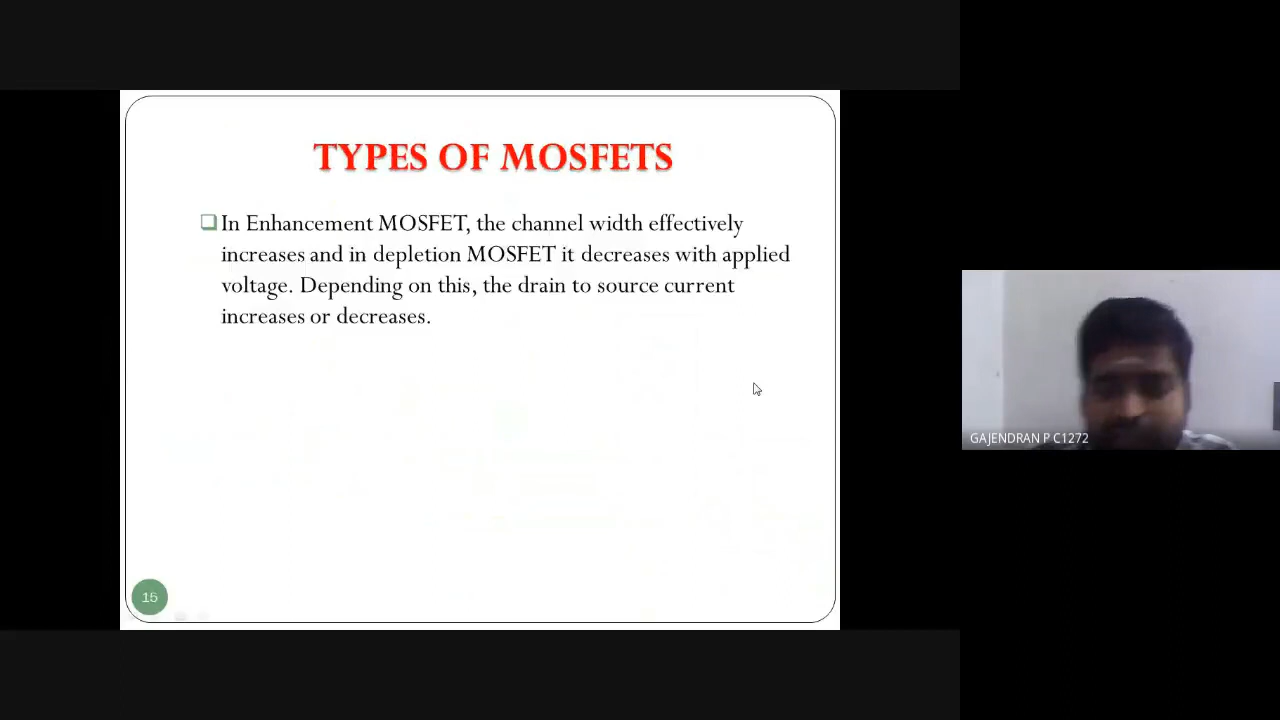 TYPES OF MOSFETS
In Enhancement MOSFET, the channel width effectively
increases and in depletion MOSFET it decreases with applied
voltage. Depending on this, the drain to source current
increases or decreases.
15
GAJENDRAN P C1272